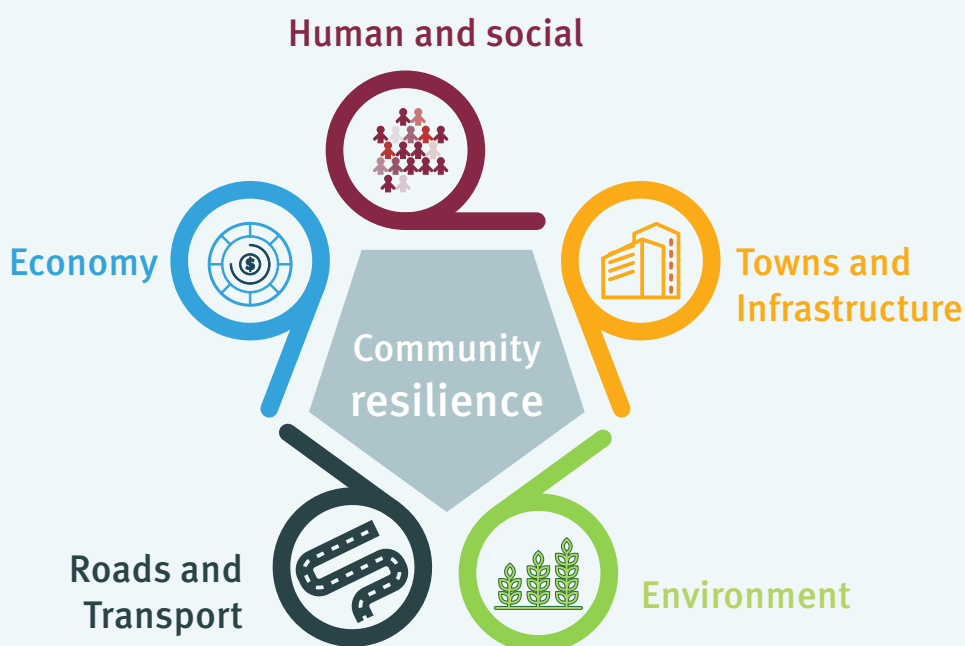 Human and social
Economy
$
Towns and
Infrastructure
Community
resilience
Roads and
Transport
Environment